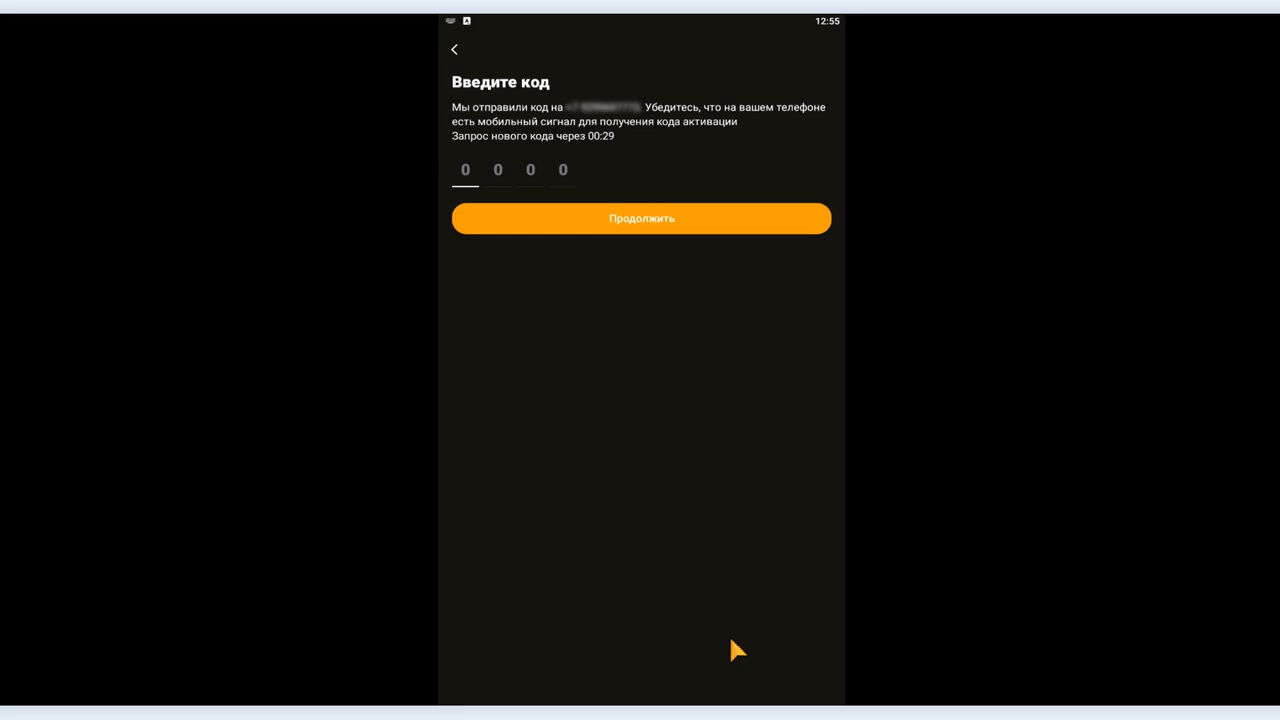 12:55
Введите код
Мы отправили код на Убедитесь, что на вашем телефоне
есть мобильный сигнал для получения кода активации
Запрос нового кода через 00:29
0 0 0 0
Продолжить